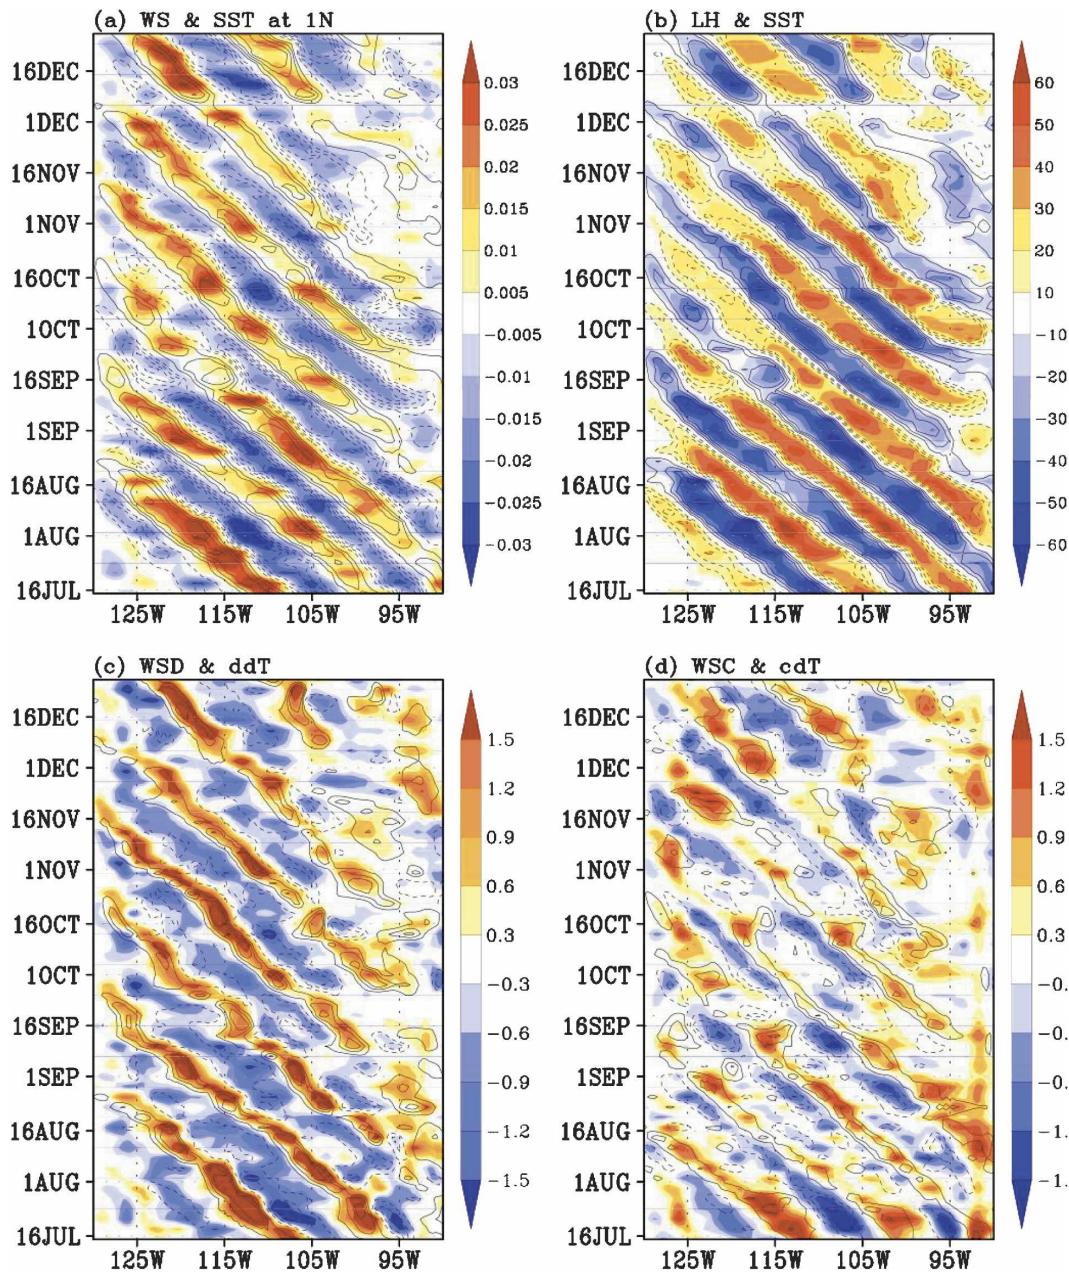 (a) WS & SST at 1N
16DEC
1DEC
16NOV
1NOV
16OCT
1OCT
16SEP
1SEP
16AUG
1AUG
16JUL
125W 115W 105W 95W
0.03
0.025
0.02
0.015
0.01
0.005
-0.005
-0.01
-0.015
-0.02
-0.025
-0.03
(b) LH & SST
16DEC
1DEC
16NOV
1NOV
16OCT
1OCT
16SEP
1SEP
16AUG
1AUG
16JUL
125W 115W 105W 95W
60
50
40
30
20
10
-10
-20
-30
-40
-50
-60
(c) WSD & ddT
16DEC
1DEC
16NOV
1NOV
16OCT
1OCT
16SEP
1SEP
16AUG
1AUG
16JUL
125W 115W 105W 95W
1.5
1.2
0.9
0.6
0.3
-0.3
-0.6
-0.9
-1.2
-1.5
(d) WSC & cdT
16DEC
1DEC
16NOV
1NOV
16OCT
1OCT
16SEP
1SEP
16AUG
1AUG
16JUL
125W 115W 105W 95W
1.5
1.2
0.9
0.6
0.3
-0.
-0.
-0.
-1.
-1.